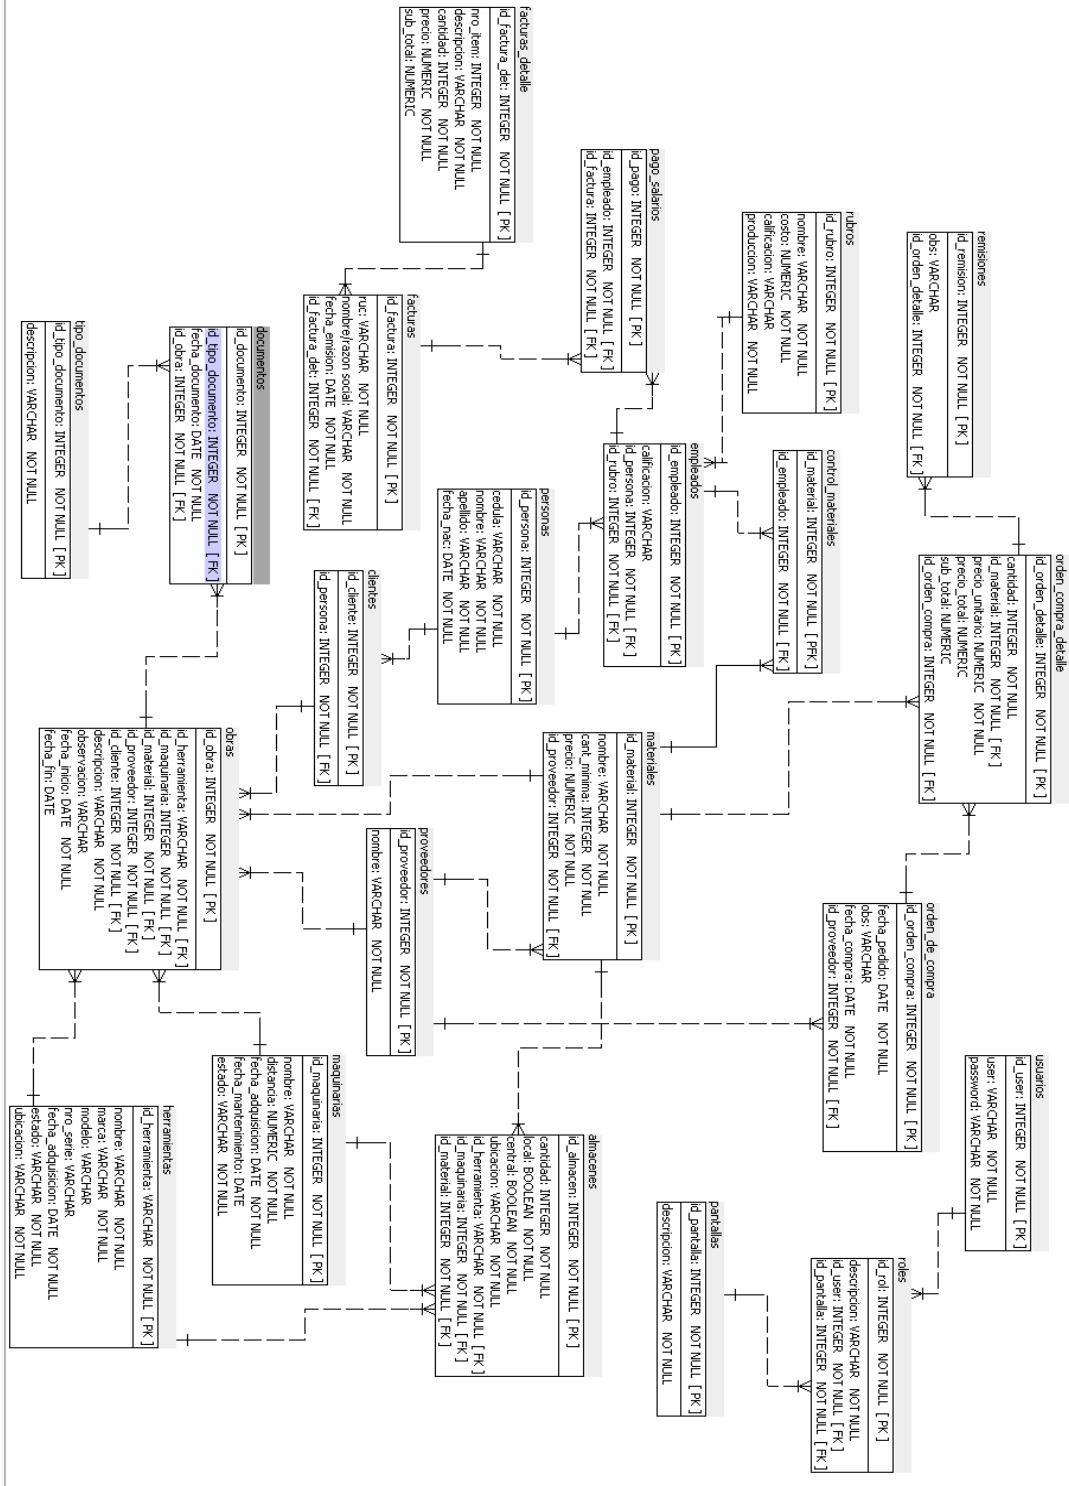 remisiones
id_remision: INTEGER NOT NULL [ PK ]
obs: VARCHAR
id_orden_detalle: INTEGER NOT NULL [ FK ]
orden_compra_detalle
id_orden_detalle: INTEGER NOT NULL [ PK ]
cantidad: INTEGER NOT NULL
id_material: INTEGER NOT NULL [ FK ]
precio_unitario: NUMERIC NOT NULL
precio_total: NUMERIC
sub_total: NUMERIC
id_orden_compra: INTEGER NOT NULL [ FK ]
usuarios
id_user: INTEGER NOT NULL [ PK ]
user: VARCHAR NOT NULL
password: VARCHAR NOT NULL
rubros
id_rubro: INTEGER NOT NULL [ PK ]
nombre: VARCHAR NOT NULL
costo: NUMERIC NOT NULL
calificacion: VARCHAR
produccion: VARCHAR NOT NULL
control_materiales
id_material: INTEGER NOT NULL [ PFK ]
id_empleado: INTEGER NOT NULL [ FK ]
orden_de_compra
id_orden_compra: INTEGER NOT NULL [ PK ]
fecha_pedido: DATE NOT NULL
obs: VARCHAR
fecha_compra: DATE NOT NULL
id_proveedor: INTEGER NOT NULL [ FK ]
roles
id_rol: INTEGER NOT NULL [ PK ]
descripcion: VARCHAR NOT NULL
id_user: INTEGER NOT NULL [ FK ]
id_pantalla: INTEGER NOT NULL [ FK ]
pago_salarios
id_pago: INTEGER NOT NULL [ PK ]
id_empleado: INTEGER NOT NULL [ FK ]
id_factura: INTEGER NOT NULL [ FK ]
empleados
id_empleado: INTEGER NOT NULL [ PK ]
calificacion: VARCHAR
id_persona: INTEGER NOT NULL [ FK ]
id_rubro: INTEGER NOT NULL [ FK ]
materiales
id_material: INTEGER NOT NULL [ PK ]
nombre: VARCHAR NOT NULL
cant_minima: INTEGER NOT NULL
precio: NUMERIC NOT NULL
id_proveedor: INTEGER NOT NULL [ FK ]
pantallas
id_pantalla: INTEGER NOT NULL [ PK ]
descripcion: VARCHAR NOT NULL
facturas_detalle
id_factura_det: INTEGER NOT NULL [ PK ]
nro_item: INTEGER NOT NULL
descripcion: VARCHAR NOT NULL
cantidad: INTEGER NOT NULL
precio: NUMERIC NOT NULL
sub_total: NUMERIC
personas
id_persona: INTEGER NOT NULL [ PK ]
cedula: VARCHAR NOT NULL
nombre: VARCHAR NOT NULL
apellido: VARCHAR NOT NULL
fecha_nac: DATE NOT NULL
almacenes
id_almacen: INTEGER NOT NULL [ PK ]
cantidad: INTEGER NOT NULL
local: BOOLEAN NOT NULL
central: BOOLEAN NOT NULL
ubicacion: VARCHAR NOT NULL
id_herramienta: VARCHAR NOT NULL [ FK ]
id_maquinaria: INTEGER NOT NULL [ FK ]
id_material: INTEGER NOT NULL [ FK ]
facturas
id_factura: INTEGER NOT NULL [ PK ]
ruc: VARCHAR NOT NULL
nombre/razon social: VARCHAR NOT NULL
fecha_emision: DATE NOT NULL
id_factura_det: INTEGER NOT NULL [ FK ]
clientes
id_cliente: INTEGER NOT NULL [ PK ]
id_persona: INTEGER NOT NULL [ FK ]
proveedores
id_proveedor: INTEGER NOT NULL [ PK ]
nombre: VARCHAR NOT NULL
maquinarias
id_maquinaria: INTEGER NOT NULL [ PK ]
nombre: VARCHAR NOT NULL
distancia: NUMERIC NOT NULL
fecha_adquisicion: DATE NOT NULL
fecha_mantenimiento: DATE
estado: VARCHAR NOT NULL
documentos
id_documento: INTEGER NOT NULL [ PK ]
id_tipo_documento: INTEGER NOT NULL [ FK ]
fecha_documento: DATE NOT NULL
id_obra: INTEGER NOT NULL [ FK ]
obras
id_obra: INTEGER NOT NULL [ PK ]
id_herramienta: VARCHAR NOT NULL [ FK ]
id_maquinaria: INTEGER NOT NULL [ FK ]
id_material: INTEGER NOT NULL [ FK ]
id_proveedor: INTEGER NOT NULL [ FK ]
id_cliente: INTEGER NOT NULL [ FK ]
descripcion: VARCHAR NOT NULL
observacion: VARCHAR
fecha_inicio: DATE NOT NULL
fecha_fin: DATE
herramientas
id_herramienta: VARCHAR NOT NULL [ PK ]
nombre: VARCHAR NOT NULL
marca: VARCHAR NOT NULL
modelo: VARCHAR
nro_serie: VARCHAR
fecha_adquisicion: DATE NOT NULL
estado: VARCHAR NOT NULL
ubicacion: VARCHAR NOT NULL
tipo_documentos
id_tipo_documento: INTEGER NOT NULL [ PK ]
descripcion: VARCHAR NOT NULL